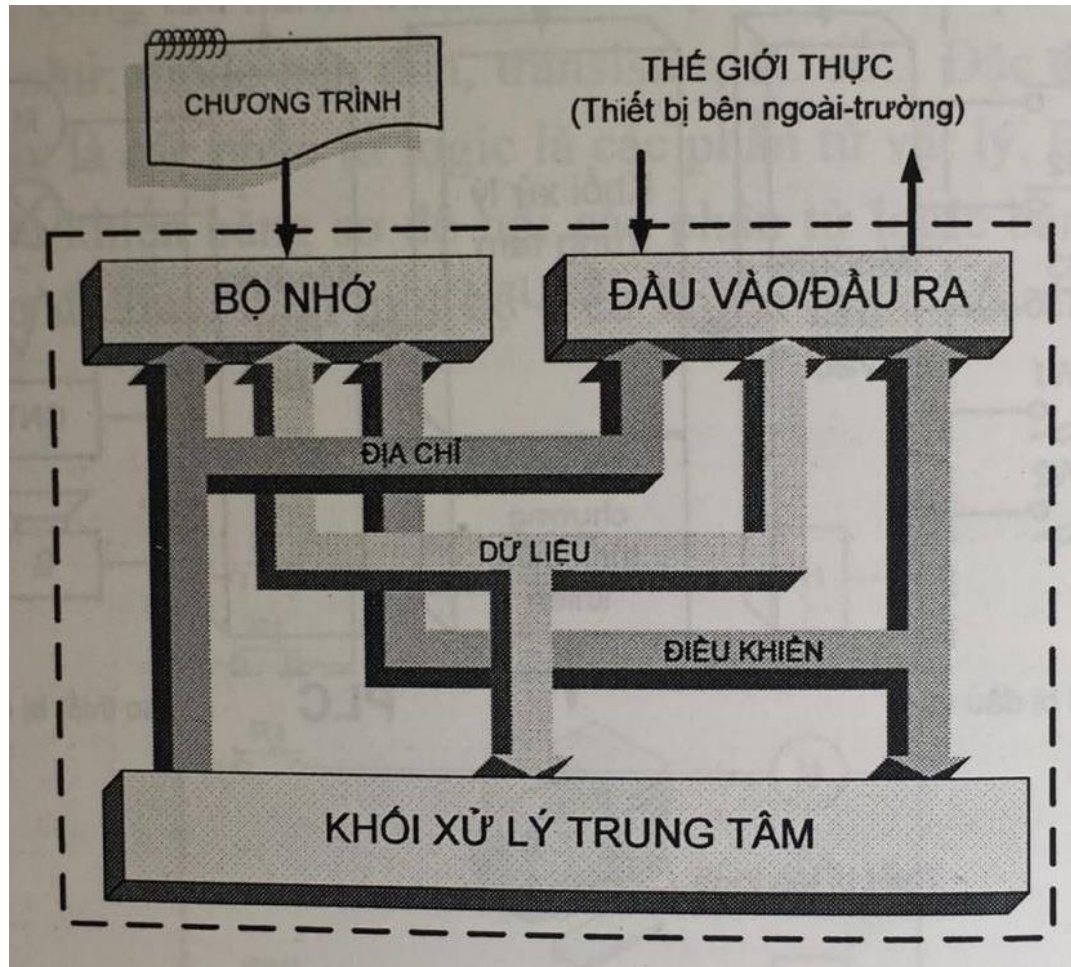 CHƯƠNG TRÌNH
THẾ GIỚI THỰC
(Thiết bị bên ngoài-trường)
BỘ NHỚ
ĐẦU VÀO/ĐẦU RA
ĐỊA CHỈ
DỮ LIỆU
ĐIỀU KHIỂN
KHỐI XỬ LÝ TRUNG TÂM